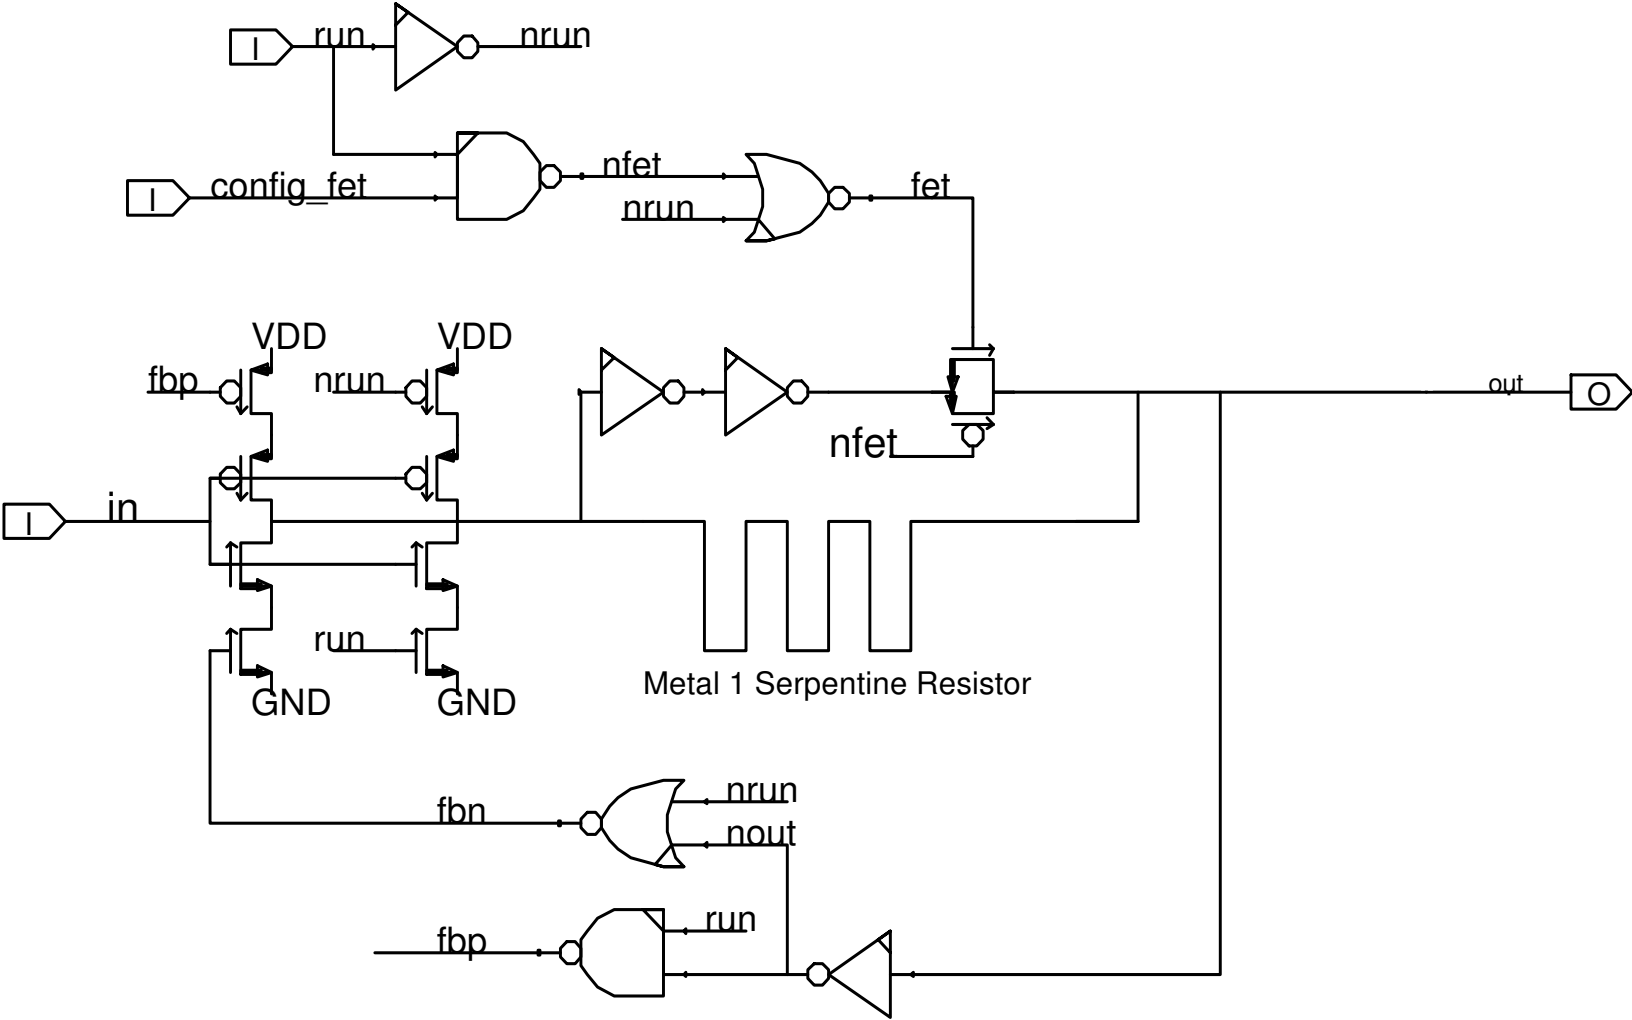 I run nrun
I config_fet nfet fet
nrun
VDD VDD
fbp nrun out O
nfet
I in
run
Metal 1 Serpentine Resistor
GND GND
nrun
fbn
nout
run
fbp